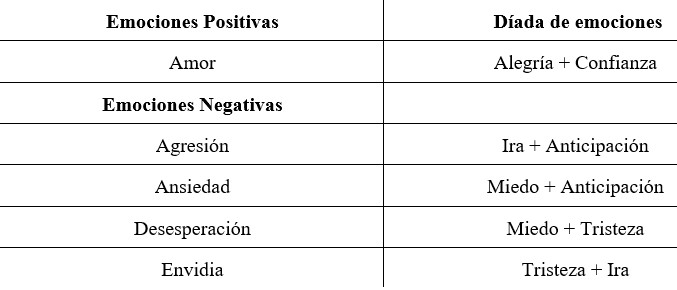 Emociones Positivas Díada de emociones
Amor Alegría + Confianza
Emociones Negativas
Agresión Ira + Anticipación
Ansiedad Miedo + Anticipación
Desesperación Miedo + Tristeza
Envidia Tristeza + Ira